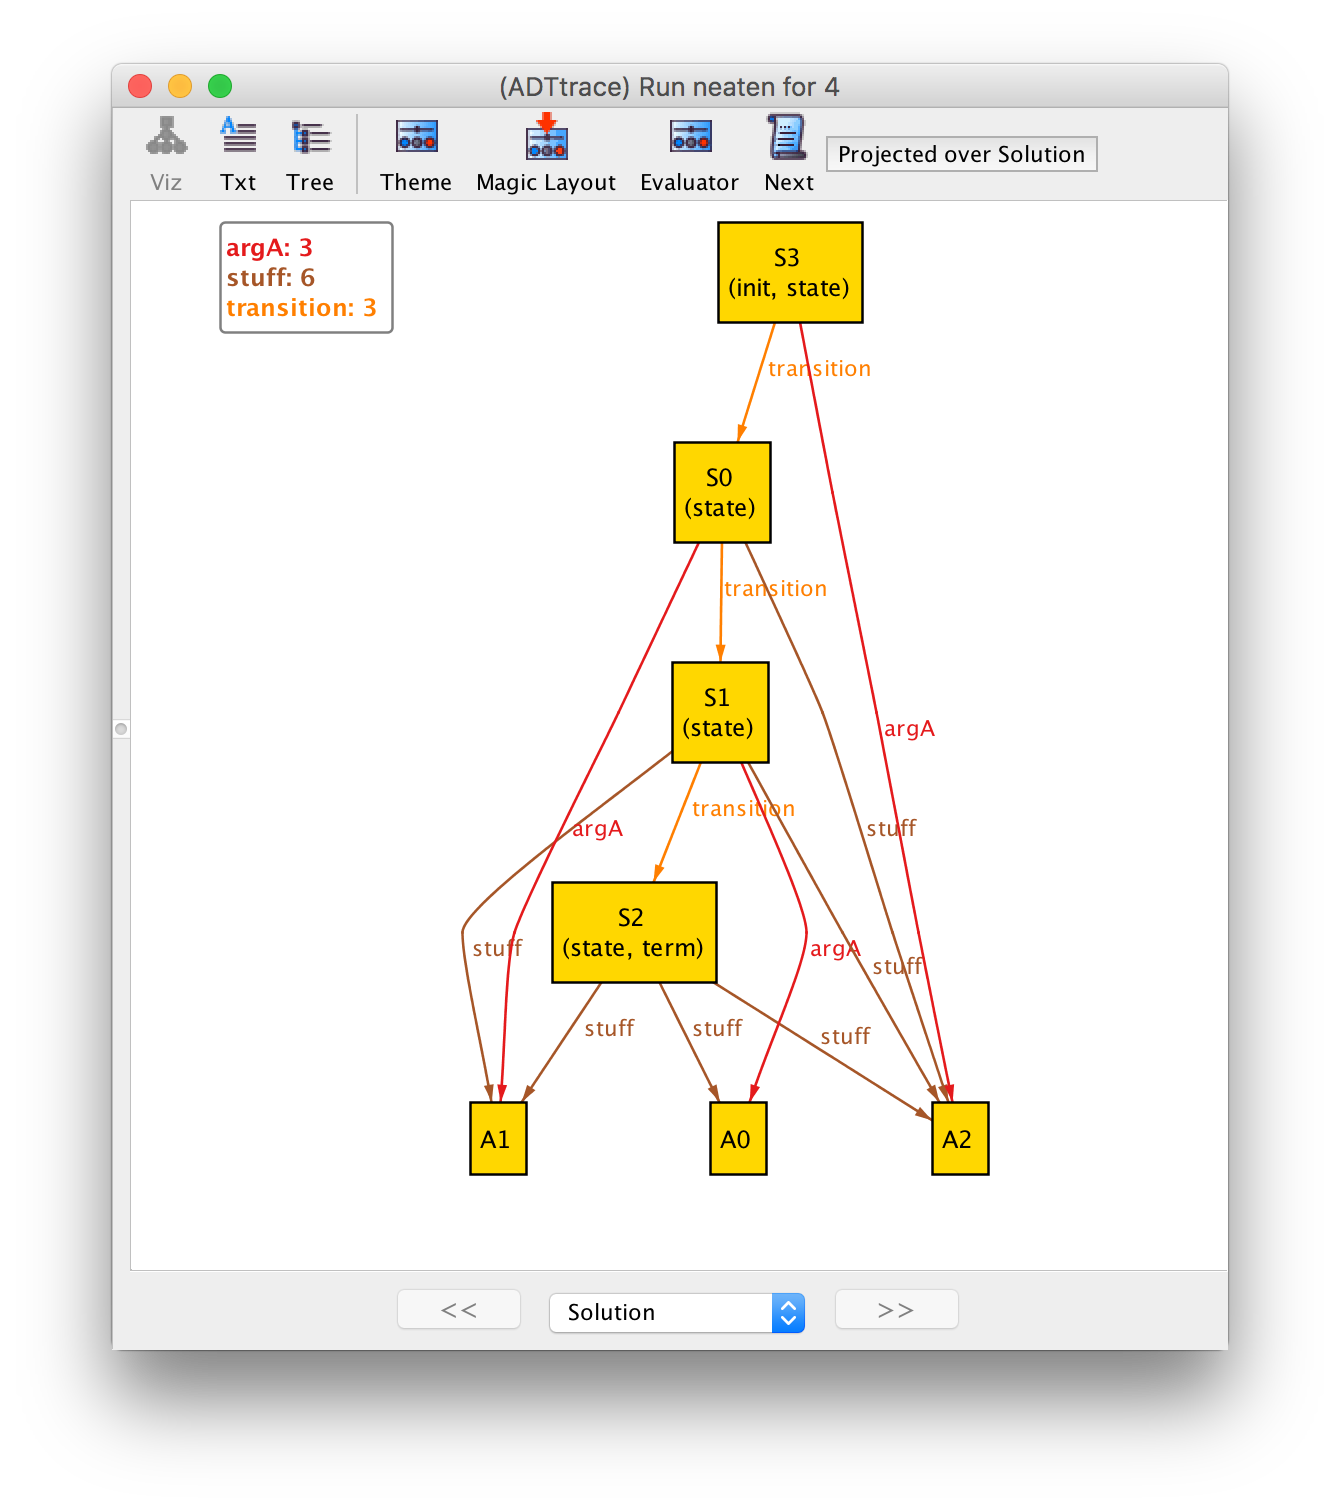 (ADTtrace) Run neaten for 4
Viz
Txt
Tree
Theme
Magic Layout
Evaluator
Next
Projected over Solution
argA: 3
stuff: 6
transition: 3
S3
(init, state)
transition
S0
(state)
transition
S1
(state)
argA
transition
argA
stuff
S2
(state, term)
stuff
argA
stuff
stuff
stuff
stuff
A1
A0
A2
<<
Solution
>>